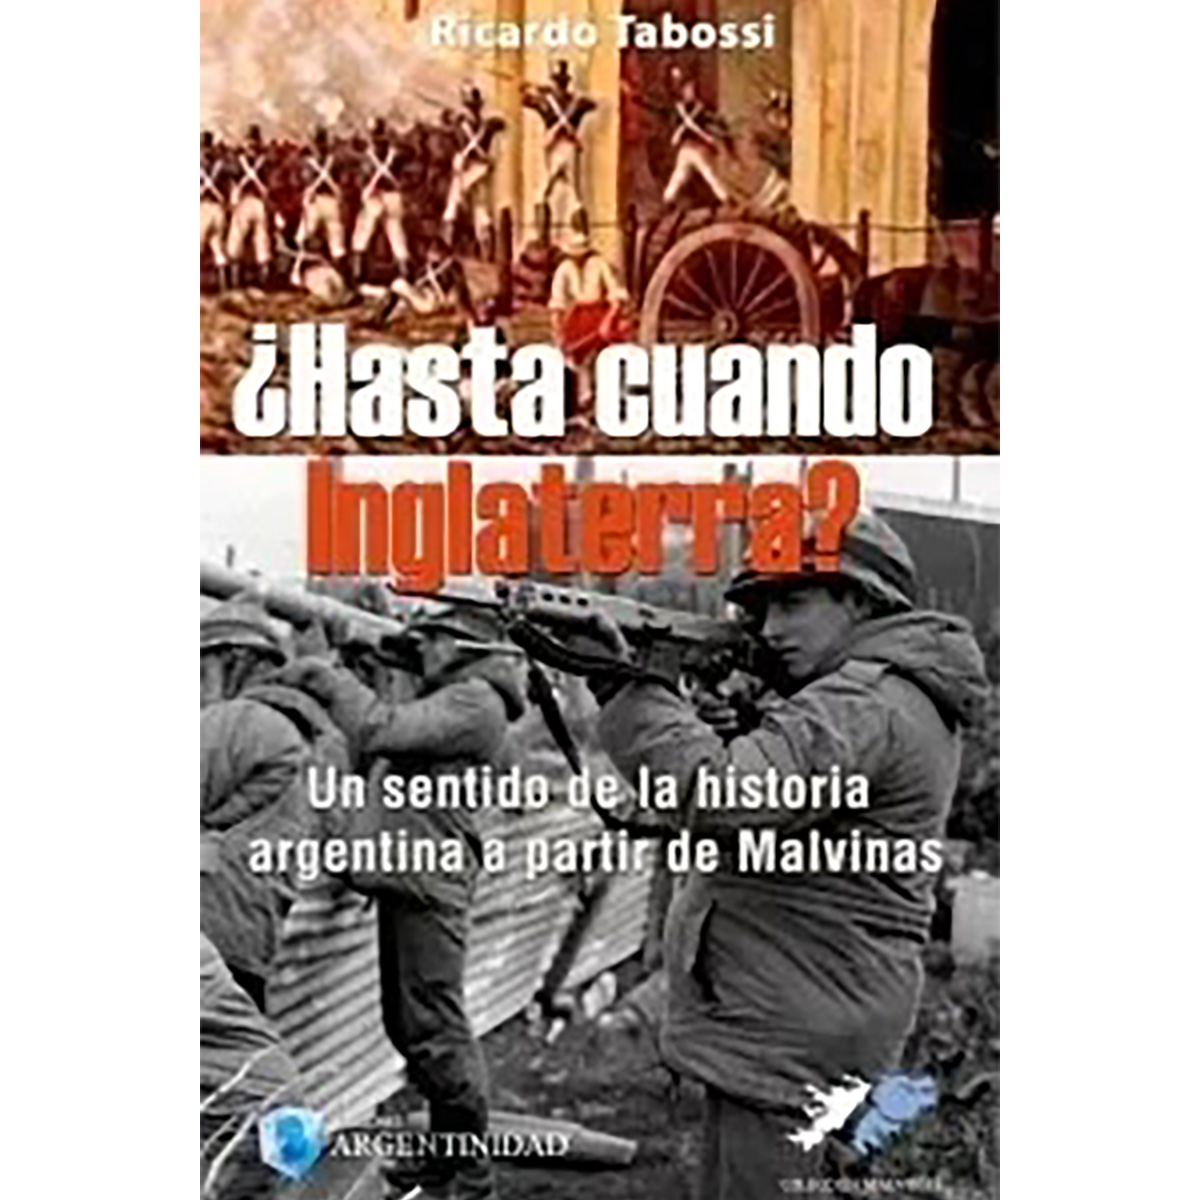 Ricardo Tabossi
¿Hasta cuando
Inglaterra?
Un sentido de la historia
argentina a partir de Malvinas
ARGENTINIDAD